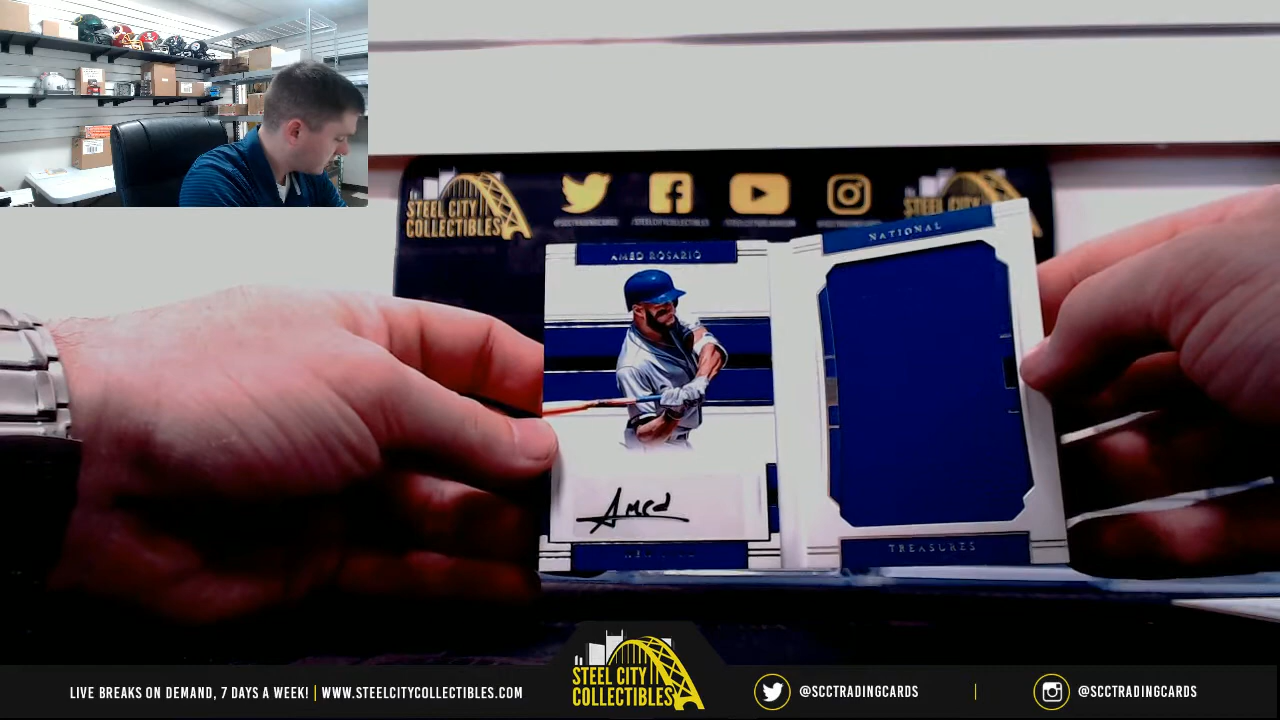 STEEL CITY
COLLECTIBLES
STEEL CITY
COLLECTIBLES
AMED ROSARIO
NATIONAL
Amed
TREASURES
LIVE BREAKS ON DEMAND, 7 DAYS A WEEK! | WWW.STEELCITYCOLLECTIBLES.COM
STEEL CITY
COLLECTIBLES
@SCCTRADINGCARDS
@SCCTRADINGCARDS